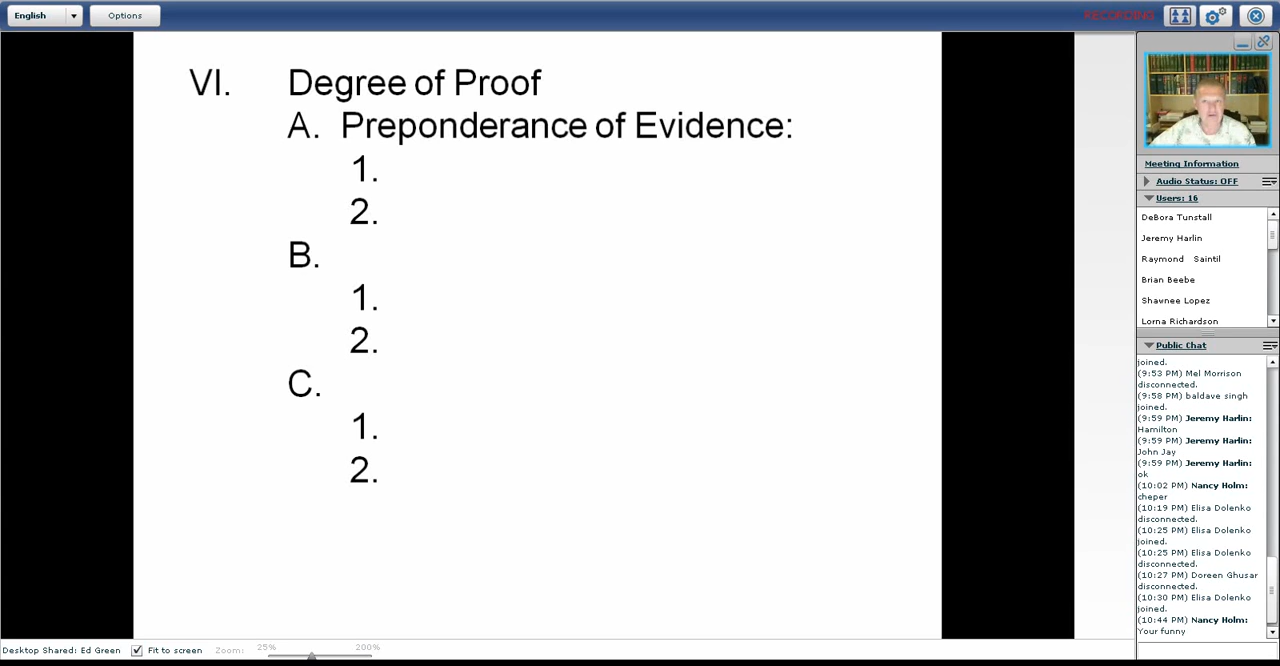 English
Options
RECORDING
VI. Degree of Proof
A. Preponderance of Evidence:
1.
2.
B.
1.
2.
C.
1.
2.
Meeting Information
Audio Status: OFF
Users: 16
DeBora Tunstall
Jeremy Harlin
Raymond Saintil
Brian Beebe
Shavnee Lopez
Lorna Richardson
Public Chat
joined.
(9:53 PM) Mel Morrison
disconnected.
(9:58 PM) baldave singh
joined.
(9:59 PM) Jeremy Harlin:
Hamilton
(9:59 PM) Jeremy Harlin:
John Jay
(9:59 PM) Jeremy Harlin:
ok
(10:02 PM) Nancy Holm:
cheper
(10:19 PM) Elisa Dolenko
disconnected.
(10:25 PM) Elisa Dolenko
joined.
(10:25 PM) Elisa Dolenko
disconnected.
(10:27 PM) Doreen Ghusar
disconnected.
(10:30 PM) Elisa Dolenko
joined.
(10:44 PM) Nancy Holm:
Your funny
Desktop Shared: Ed Green Fit to screen Zoom: 25% 200%